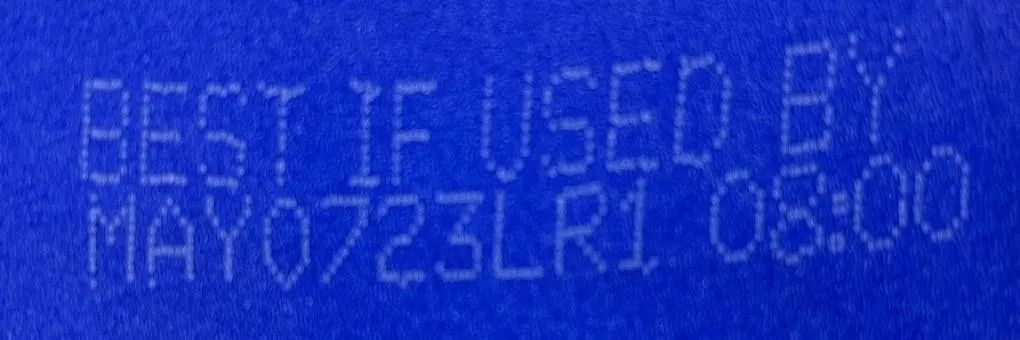 BEST IF USED BY
MAY0723LR1 08:00